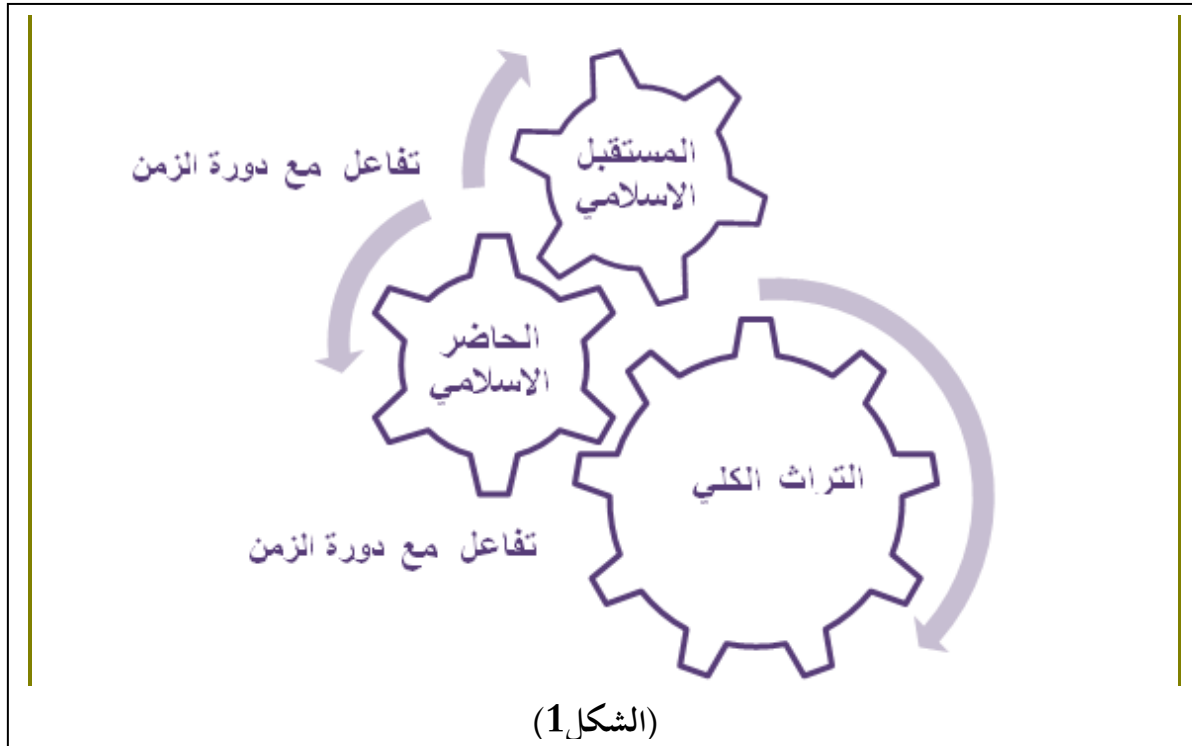 المستقبل
الاسلامي
تفاعل مع دورة الزمن
الحاضر
الاسلامي
التراث الكلي
تفاعل مع دورة الزمن
(الشكل1)